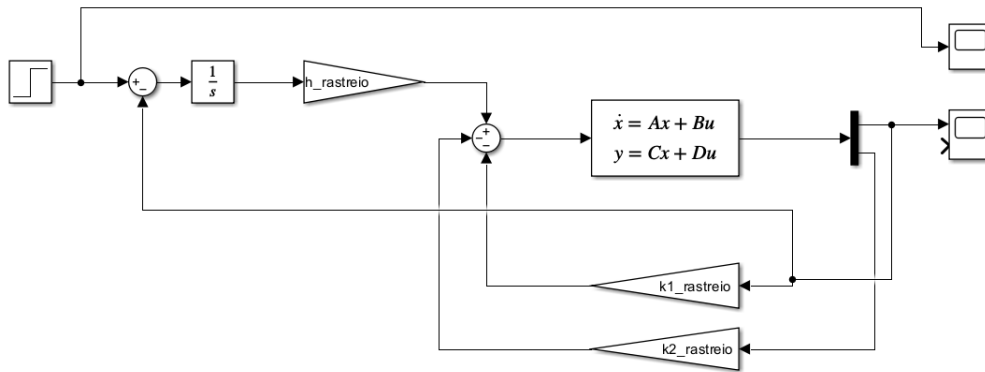 +
−
1
s
h_rastreio
+
−
−
ẋ = Ax + Bu
y = Cx + Du
k1_rastreio
k2_rastreio